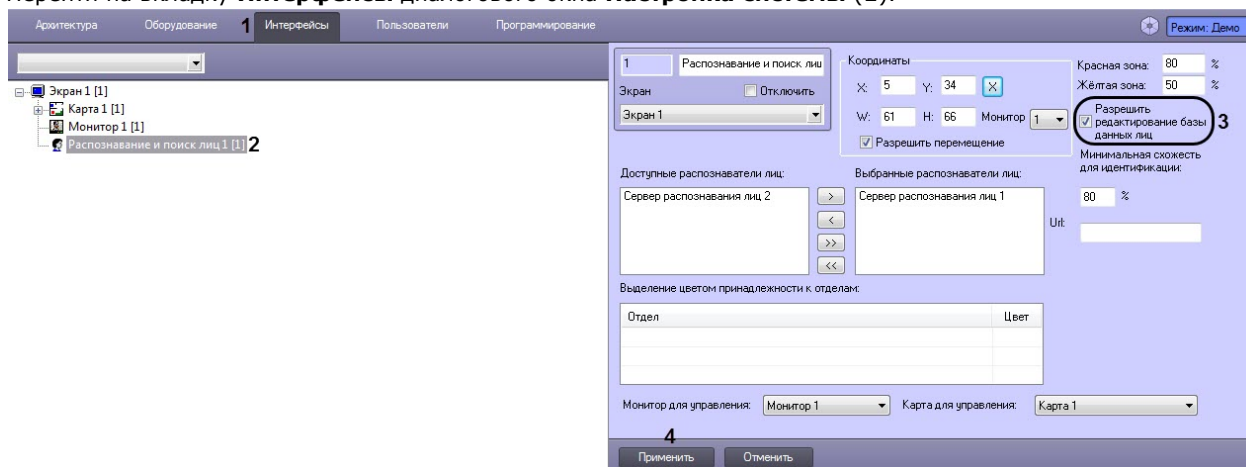 Перейти на вкладку Интерфейсы диалогового окна Настройка системы (1).
Архитектура Оборудование 1 Интерфейсы Пользователи Программирование Режим: Демо
Экран 1 [1]
Карта 1 [1]
Монитор 1 [1]
Распознавание и поиск лиц 1 [1] 2
1 Распознавание и поиск лиц
Экран Отключить
Экран 1
Координаты
X: 5 Y: 34 X
W: 61 H: 66 Монитор 1
Разрешить перемещение
Красная зона: 80 %
Жёлтая зона: 50 %
Разрешить
редактирование базы
данных лиц
3
Минимальная схожесть
для идентификации:
80 %
Url:
Доступные распознаватели лиц:
Сервер распознавания лиц 2
>
<
>>
<<
Выбранные распознаватели лиц:
Сервер распознавания лиц 1
Выделение цветом принадлежности к отделам:
Отдел Цвет
Монитор для управления: Монитор 1 Карта для управления: Карта 1
4
Применить Отменить